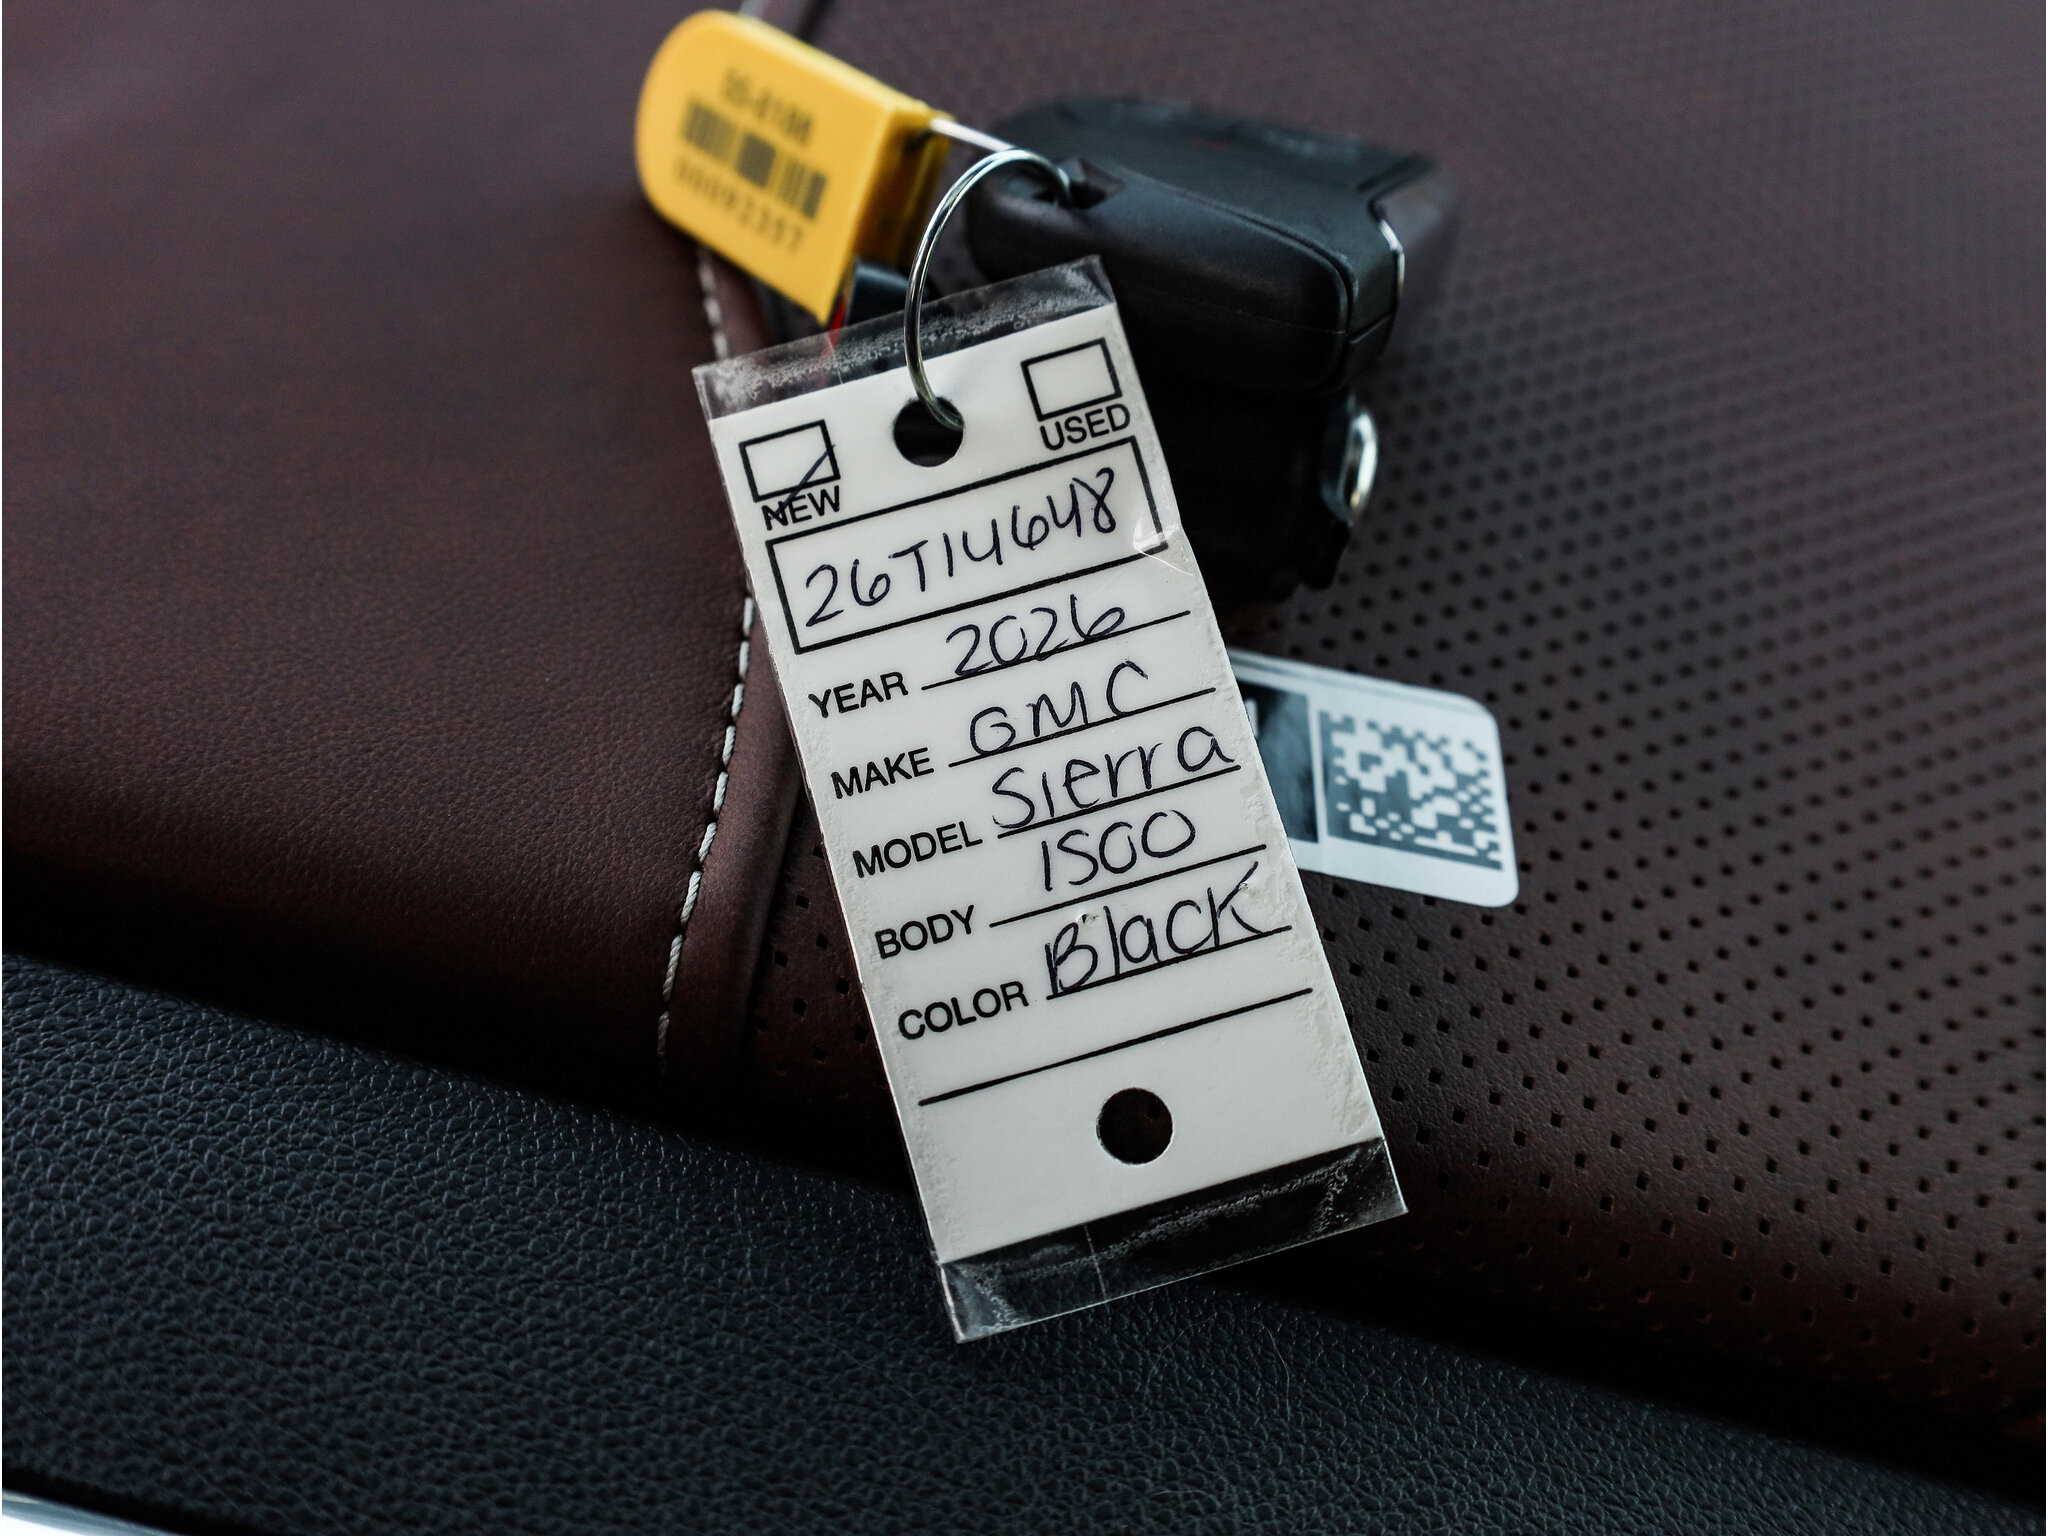 NEW
USED
26T14648
YEAR 2026
MAKE GMC
MODEL Sierra
BODY 1500
COLOR Black